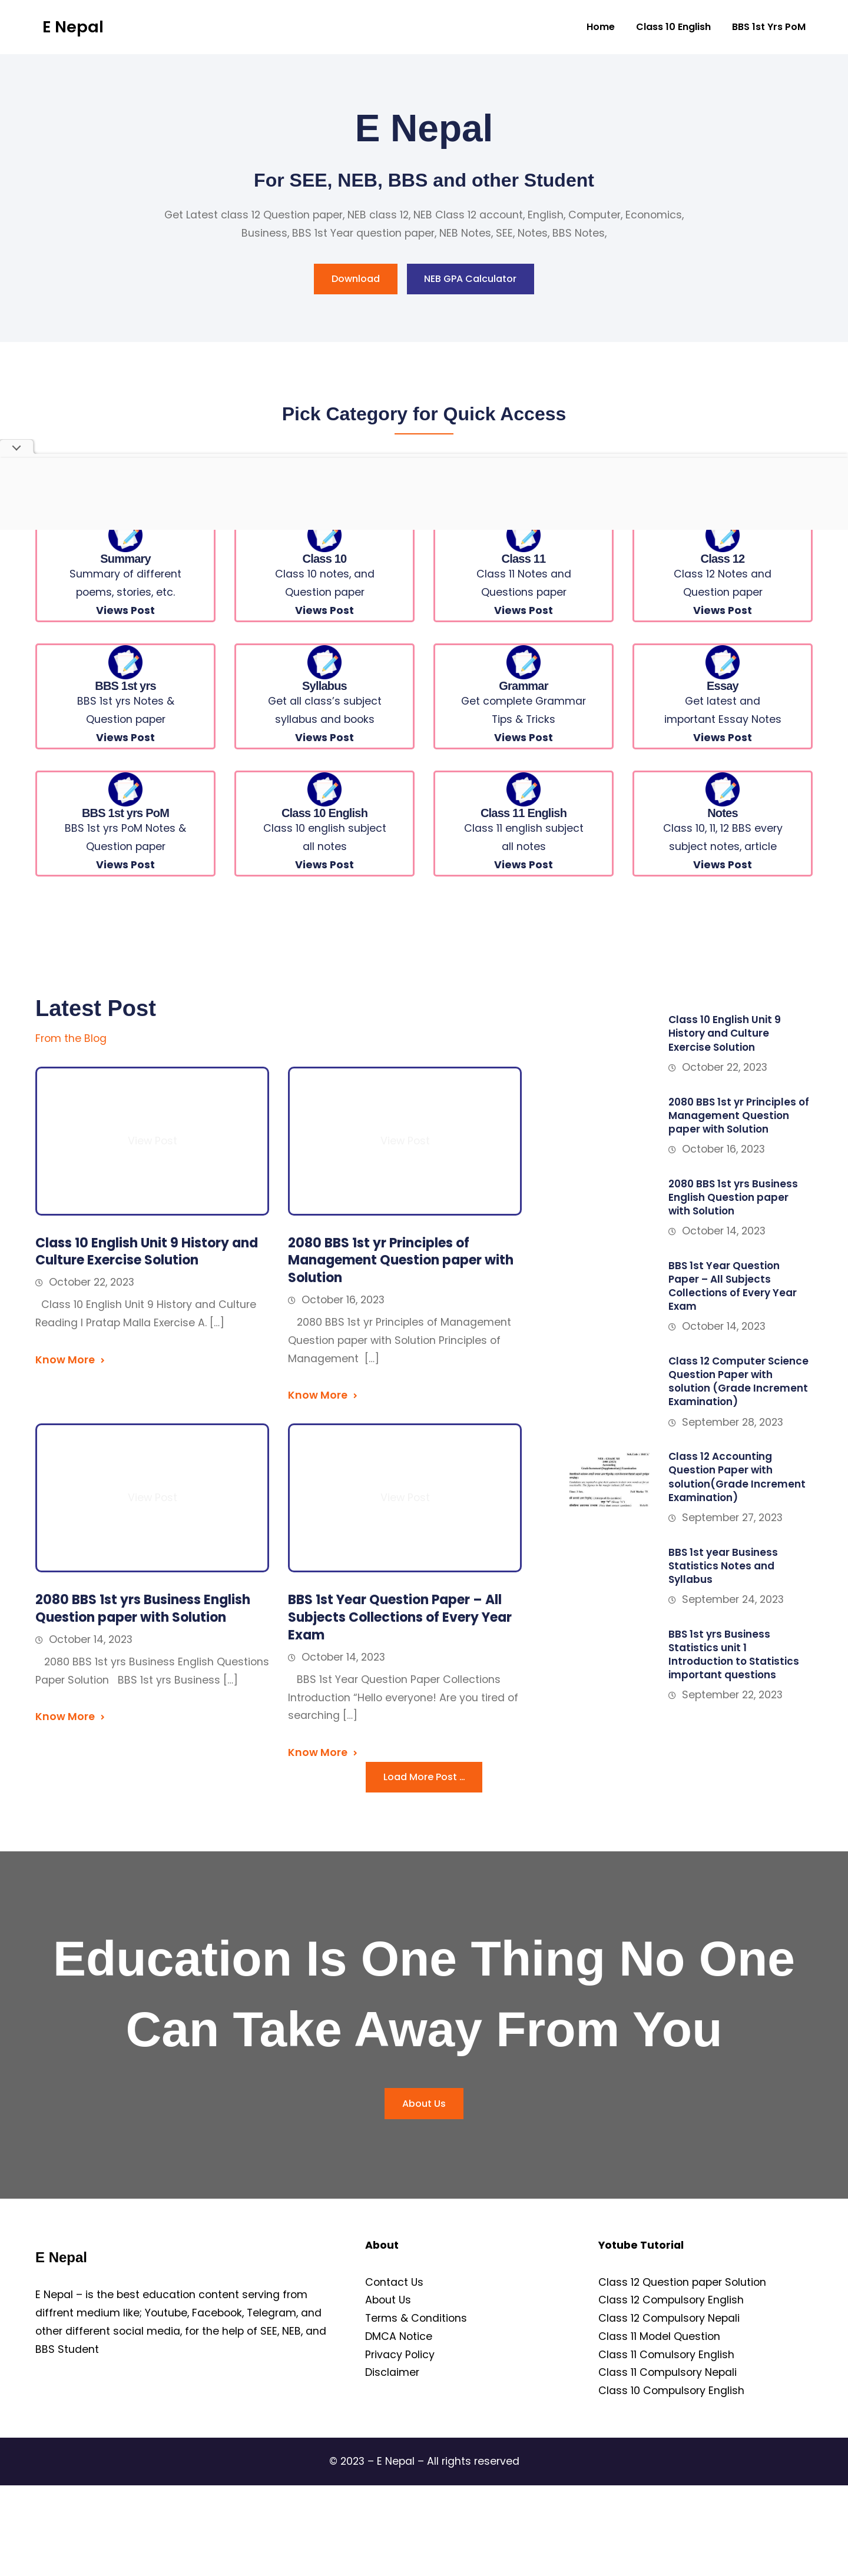 E Nepal
Home Class 10 English BBS 1st Yrs PoM
E Nepal
For SEE, NEB, BBS and other Student
Get Latest class 12 Question paper, NEB class 12, NEB Class 12 account, English, Computer, Economics,
Business, BBS 1st Year question paper, NEB Notes, SEE, Notes, BBS Notes,
Download NEB GPA Calculator
Pick Category for Quick Access
Summary
Summary of different
poems, stories, etc.
Views Post
Class 10
Class 10 notes, and
Question paper
Views Post
Class 11
Class 11 Notes and
Questions paper
Views Post
Class 12
Class 12 Notes and
Question paper
Views Post
BBS 1st yrs
BBS 1st yrs Notes &
Question paper
Views Post
Syllabus
Get all class's subject
syllabus and books
Views Post
Grammar
Get complete Grammar
Tips & Tricks
Views Post
Essay
Get latest and
important Essay Notes
Views Post
BBS 1st yrs PoM
BBS 1st yrs PoM Notes &
Question paper
Views Post
Class 10 English
Class 10 english subject
all notes
Views Post
Class 11 English
Class 11 english subject
all notes
Views Post
Notes
Class 10, 11, 12 BBS every
subject notes, article
Views Post
Latest Post
From the Blog
View Post
Class 10 English Unit 9 History and
Culture Exercise Solution
October 22, 2023
Class 10 English Unit 9 History and Culture
Reading I Pratap Malla Exercise A. [...]
Know More
View Post
2080 BBS 1st yr Principles of
Management Question paper with
Solution
October 16, 2023
2080 BBS 1st yr Principles of Management
Question paper with Solution Principles of
Management [...]
Know More
View Post
2080 BBS 1st yrs Business English
Question paper with Solution
October 14, 2023
2080 BBS 1st yrs Business English Questions
Paper Solution BBS 1st yrs Business [...]
Know More
View Post
BBS 1st Year Question Paper – All
Subjects Collections of Every Year
Exam
October 14, 2023
BBS 1st Year Question Paper Collections
Introduction “Hello everyone! Are you tired of
searching [...]
Know More
Load More Post ...
Class 10 English Unit 9
History and Culture
Exercise Solution
October 22, 2023
2080 BBS 1st yr Principles of
Management Question
paper with Solution
October 16, 2023
2080 BBS 1st yrs Business
English Question paper
with Solution
October 14, 2023
BBS 1st Year Question
Paper – All Subjects
Collections of Every Year
Exam
October 14, 2023
Class 12 Computer Science
Question Paper with
solution (Grade Increment
Examination)
September 28, 2023
Class 12 Accounting
Question Paper with
solution(Grade Increment
Examination)
September 27, 2023
BBS 1st year Business
Statistics Notes and
Syllabus
September 24, 2023
BBS 1st yrs Business
Statistics unit 1
Introduction to Statistics
important questions
September 22, 2023
Education Is One Thing No One
Can Take Away From You
About Us
E Nepal
E Nepal – is the best education content serving from
diffrent medium like; Youtube, Facebook, Telegram, and
other different social media, for the help of SEE, NEB, and
BBS Student
About
Contact Us
About Us
Terms & Conditions
DMCA Notice
Privacy Policy
Disclaimer
Yotube Tutorial
Class 12 Question paper Solution
Class 12 Compulsory English
Class 12 Compulsory Nepali
Class 11 Model Question
Class 11 Comulsory English
Class 11 Compulsory Nepali
Class 10 Compulsory English
© 2023 – E Nepal – All rights reserved